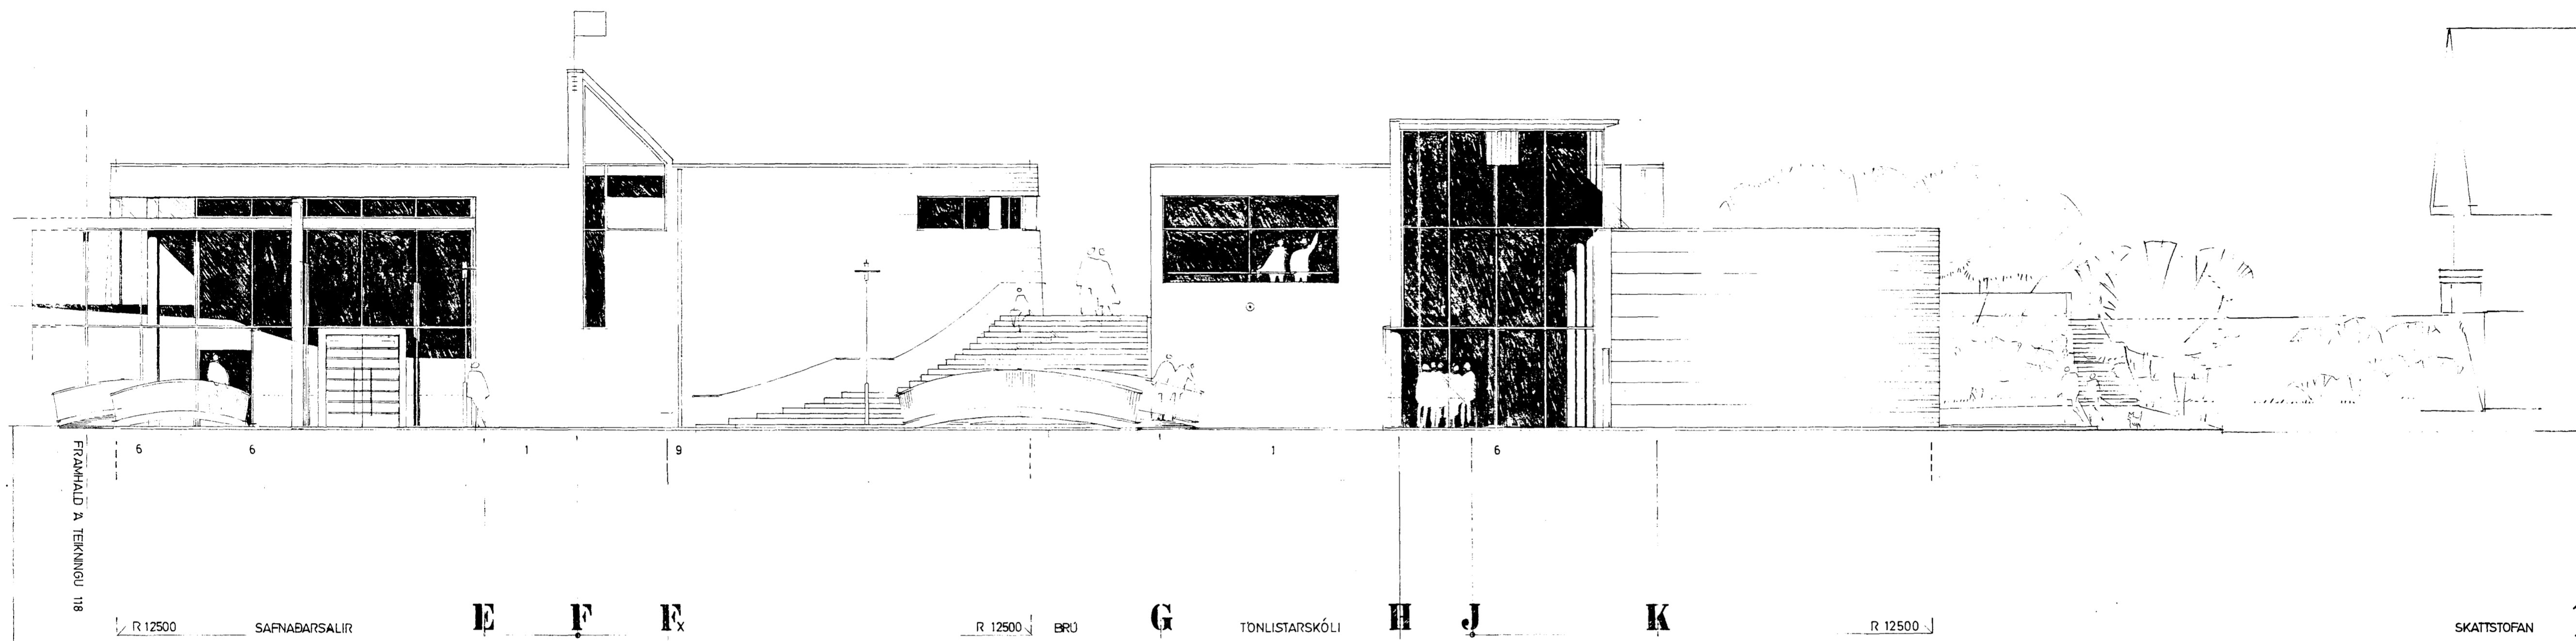 6 6 1 9 1 6
FRAMHALD Á TEIKNINGU 118
E F Fx G H J K
R 12500 SAFNAÐARSALIR R 12500 BRÚ TÓNLISTARSKÓLI R 12500 SKATTSTOFAN